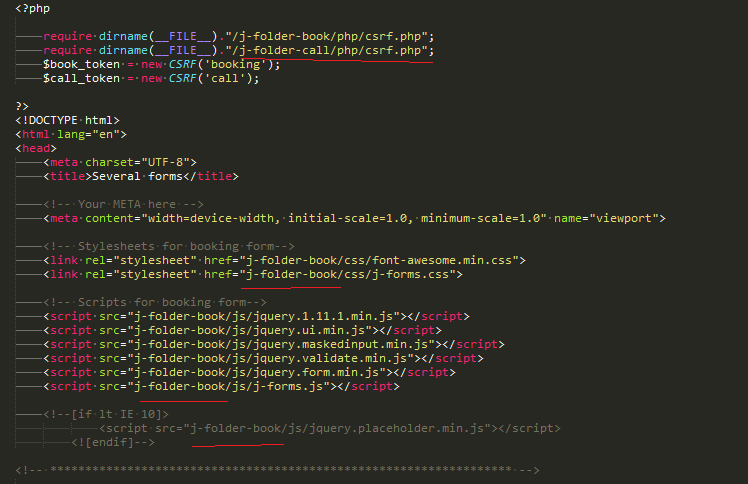 <?php
require dirname(__FILE__)."/j-folder-book/php/csrf.php";
require dirname(__FILE__)."/j-folder-call/php/csrf.php";
$book_token = new CSRF('booking');
$call_token = new CSRF('call');
?>
<!DOCTYPE html>
<html lang="en">
<head>
<meta charset="UTF-8">
<title>Several forms</title>
<!-- Your META here -->
<meta content="width=device-width, initial-scale=1.0, minimum-scale=1.0" name="viewport">
<!-- Stylesheets for booking form-->
<link rel="stylesheet" href="j-folder-book/css/font-awesome.min.css">
<link rel="stylesheet" href="j-folder-book/css/j-forms.css">
<!-- Scripts for booking form-->
<script src="j-folder-book/js/jquery.1.11.1.min.js"></script>
<script src="j-folder-book/js/jquery.ui.min.js"></script>
<script src="j-folder-book/js/jquery.maskedinput.min.js"></script>
<script src="j-folder-book/js/jquery.validate.min.js"></script>
<script src="j-folder-book/js/jquery.form.min.js"></script>
<script src="j-folder-book/js/j-forms.js"></script>
<!--[if lt IE 10]>
<script src="j-folder-book/js/jquery.placeholder.min.js"></script>
<![endif]-->
<!-- ****************************************************************** -->